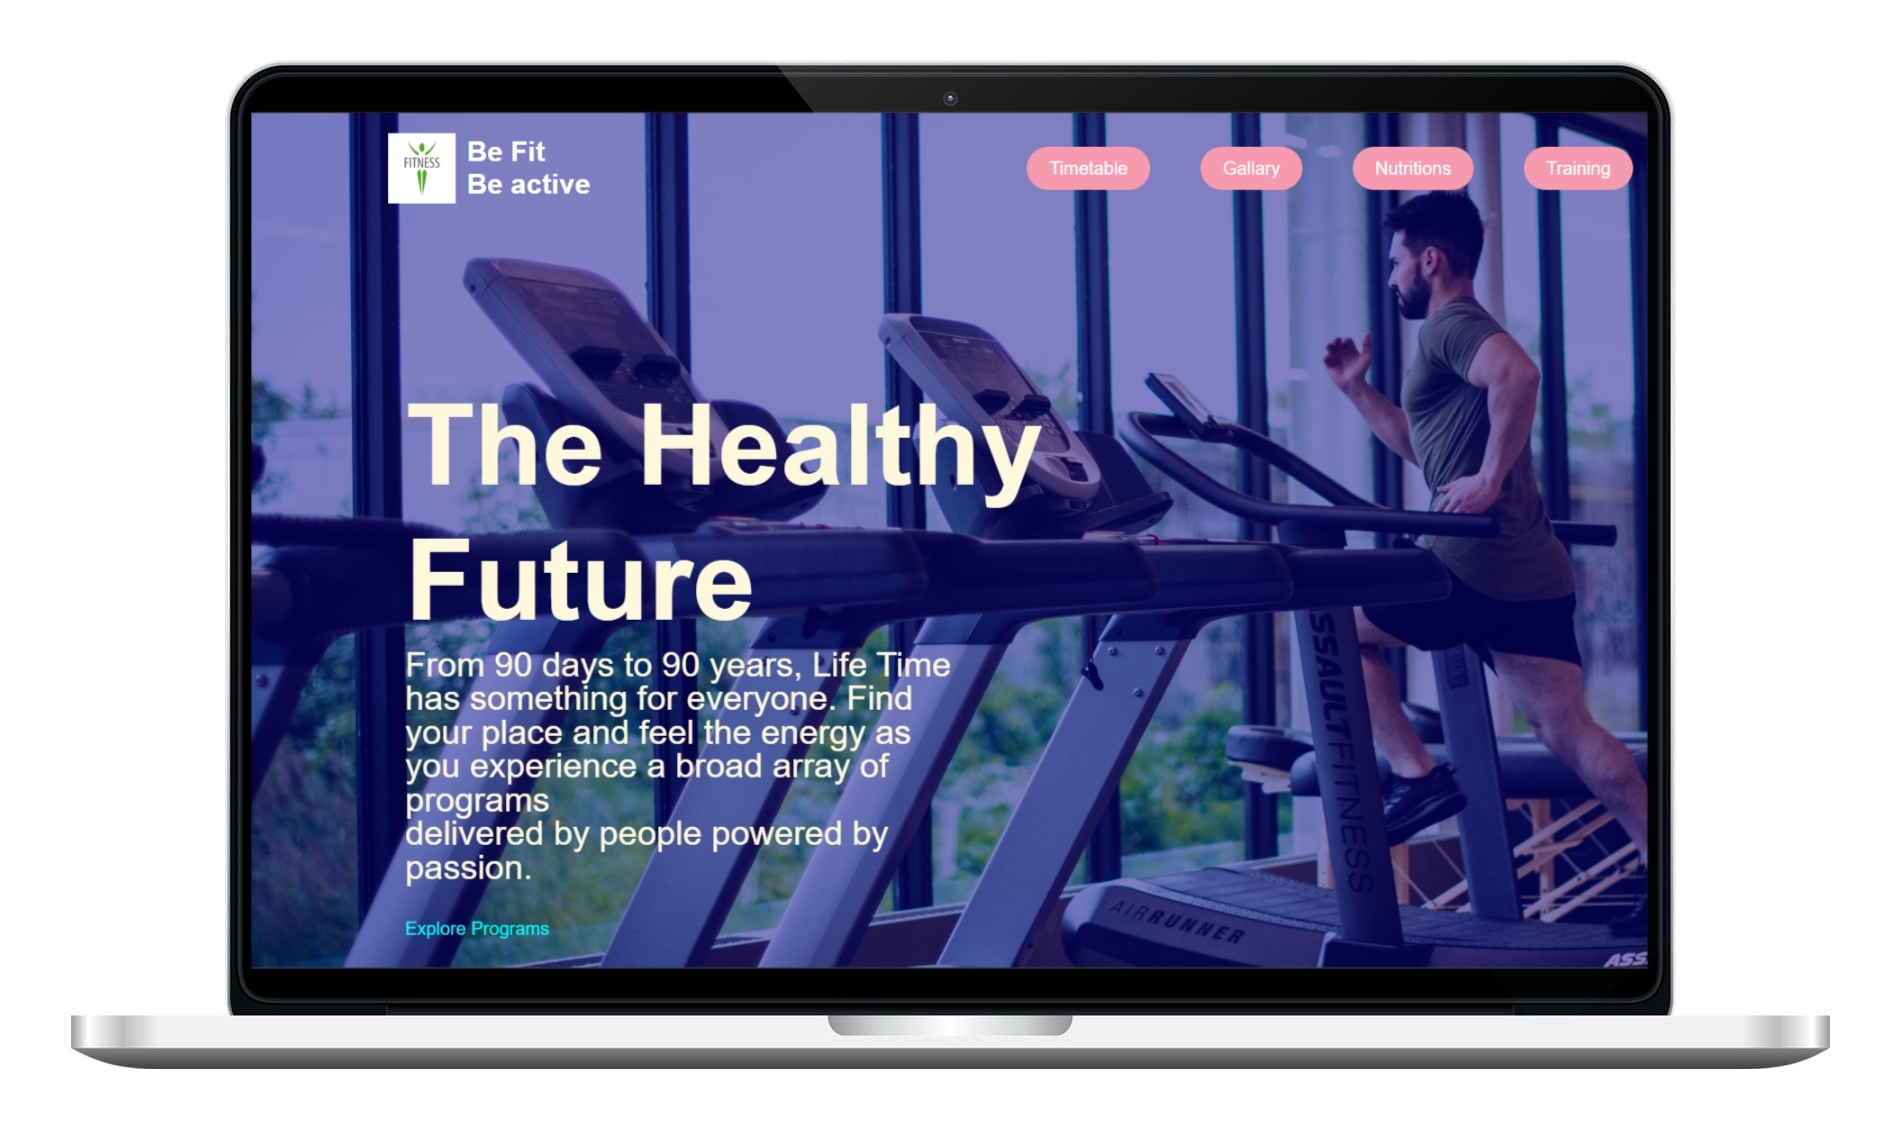 FITNESS
Be Fit
Be active
Timetable
Gallary
Nutritions
Training
The Healthy
Future
From 90 days to 90 years, Life Time
has something for everyone. Find
your place and feel the energy as
you experience a broad array of
programs
delivered by people powered by
passion.
Explore Programs
SSAULT FITNESS
AIRRUNNER
ASS